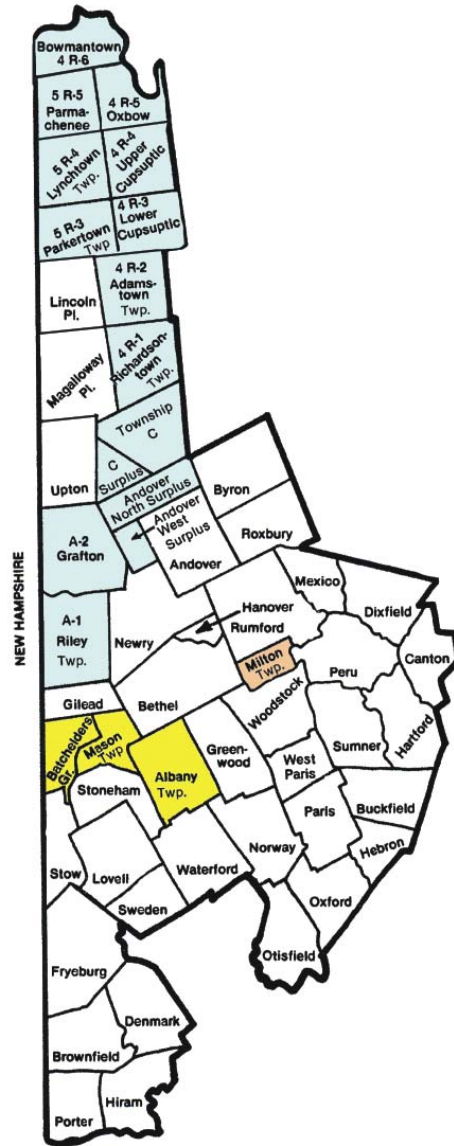 Bowmantown
4 R-6
5 R-5
Parma-
chenee
4 R-5
Oxbow
5 R-4
Lynchtown
Twp.
4 R-4
Upper
Cupsuptic
5 R-3
Parkertown
Twp
4 R-3
Lower
Cupsuptic
Lincoln
Pl.
4 R-2
Adams-
town
Twp.
Magalloway
Pl.
4 R-1
Richardson-
town
Twp.
Township
C
C
Surplus
Upton
Andover
North Surplus
Andover
West
Surplus
Andover
Byron
Roxbury
A-2
Grafton
NEW HAMPSHIRE
A-1
Riley
Twp.
Newry
Hanover
Rumford
Mexico
Dixfield
Milton
Twp.
Peru
Canton
Gilead
Bethel
Woodstock
Batchelders
Gr.
Mason
Twp
Albany
Twp.
Green-
wood
Sumner
Hartford
Stoneham
West
Paris
Paris
Buckfield
Stow
Lovell
Waterford
Norway
Hebron
Sweden
Oxford
Otisfield
Fryeburg
Denmark
Brownfield
Hiram
Porter